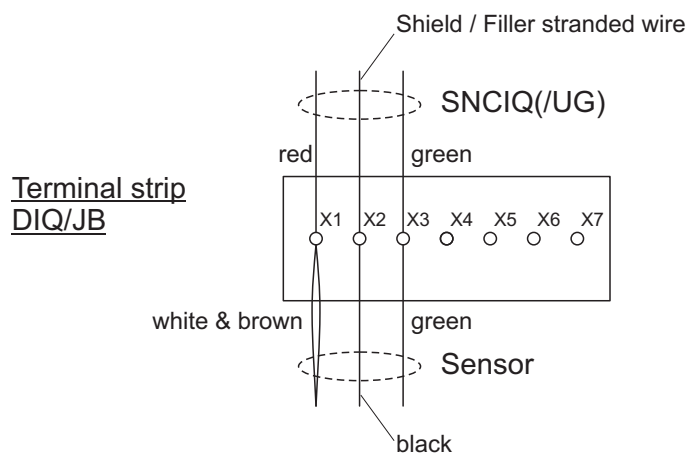 Shield / Filler stranded wire
SNCIQ(/UG)
red
green
Terminal strip
DIQ/JB
X1 X2 X3 X4 X5 X6 X7
white & brown
green
Sensor
black